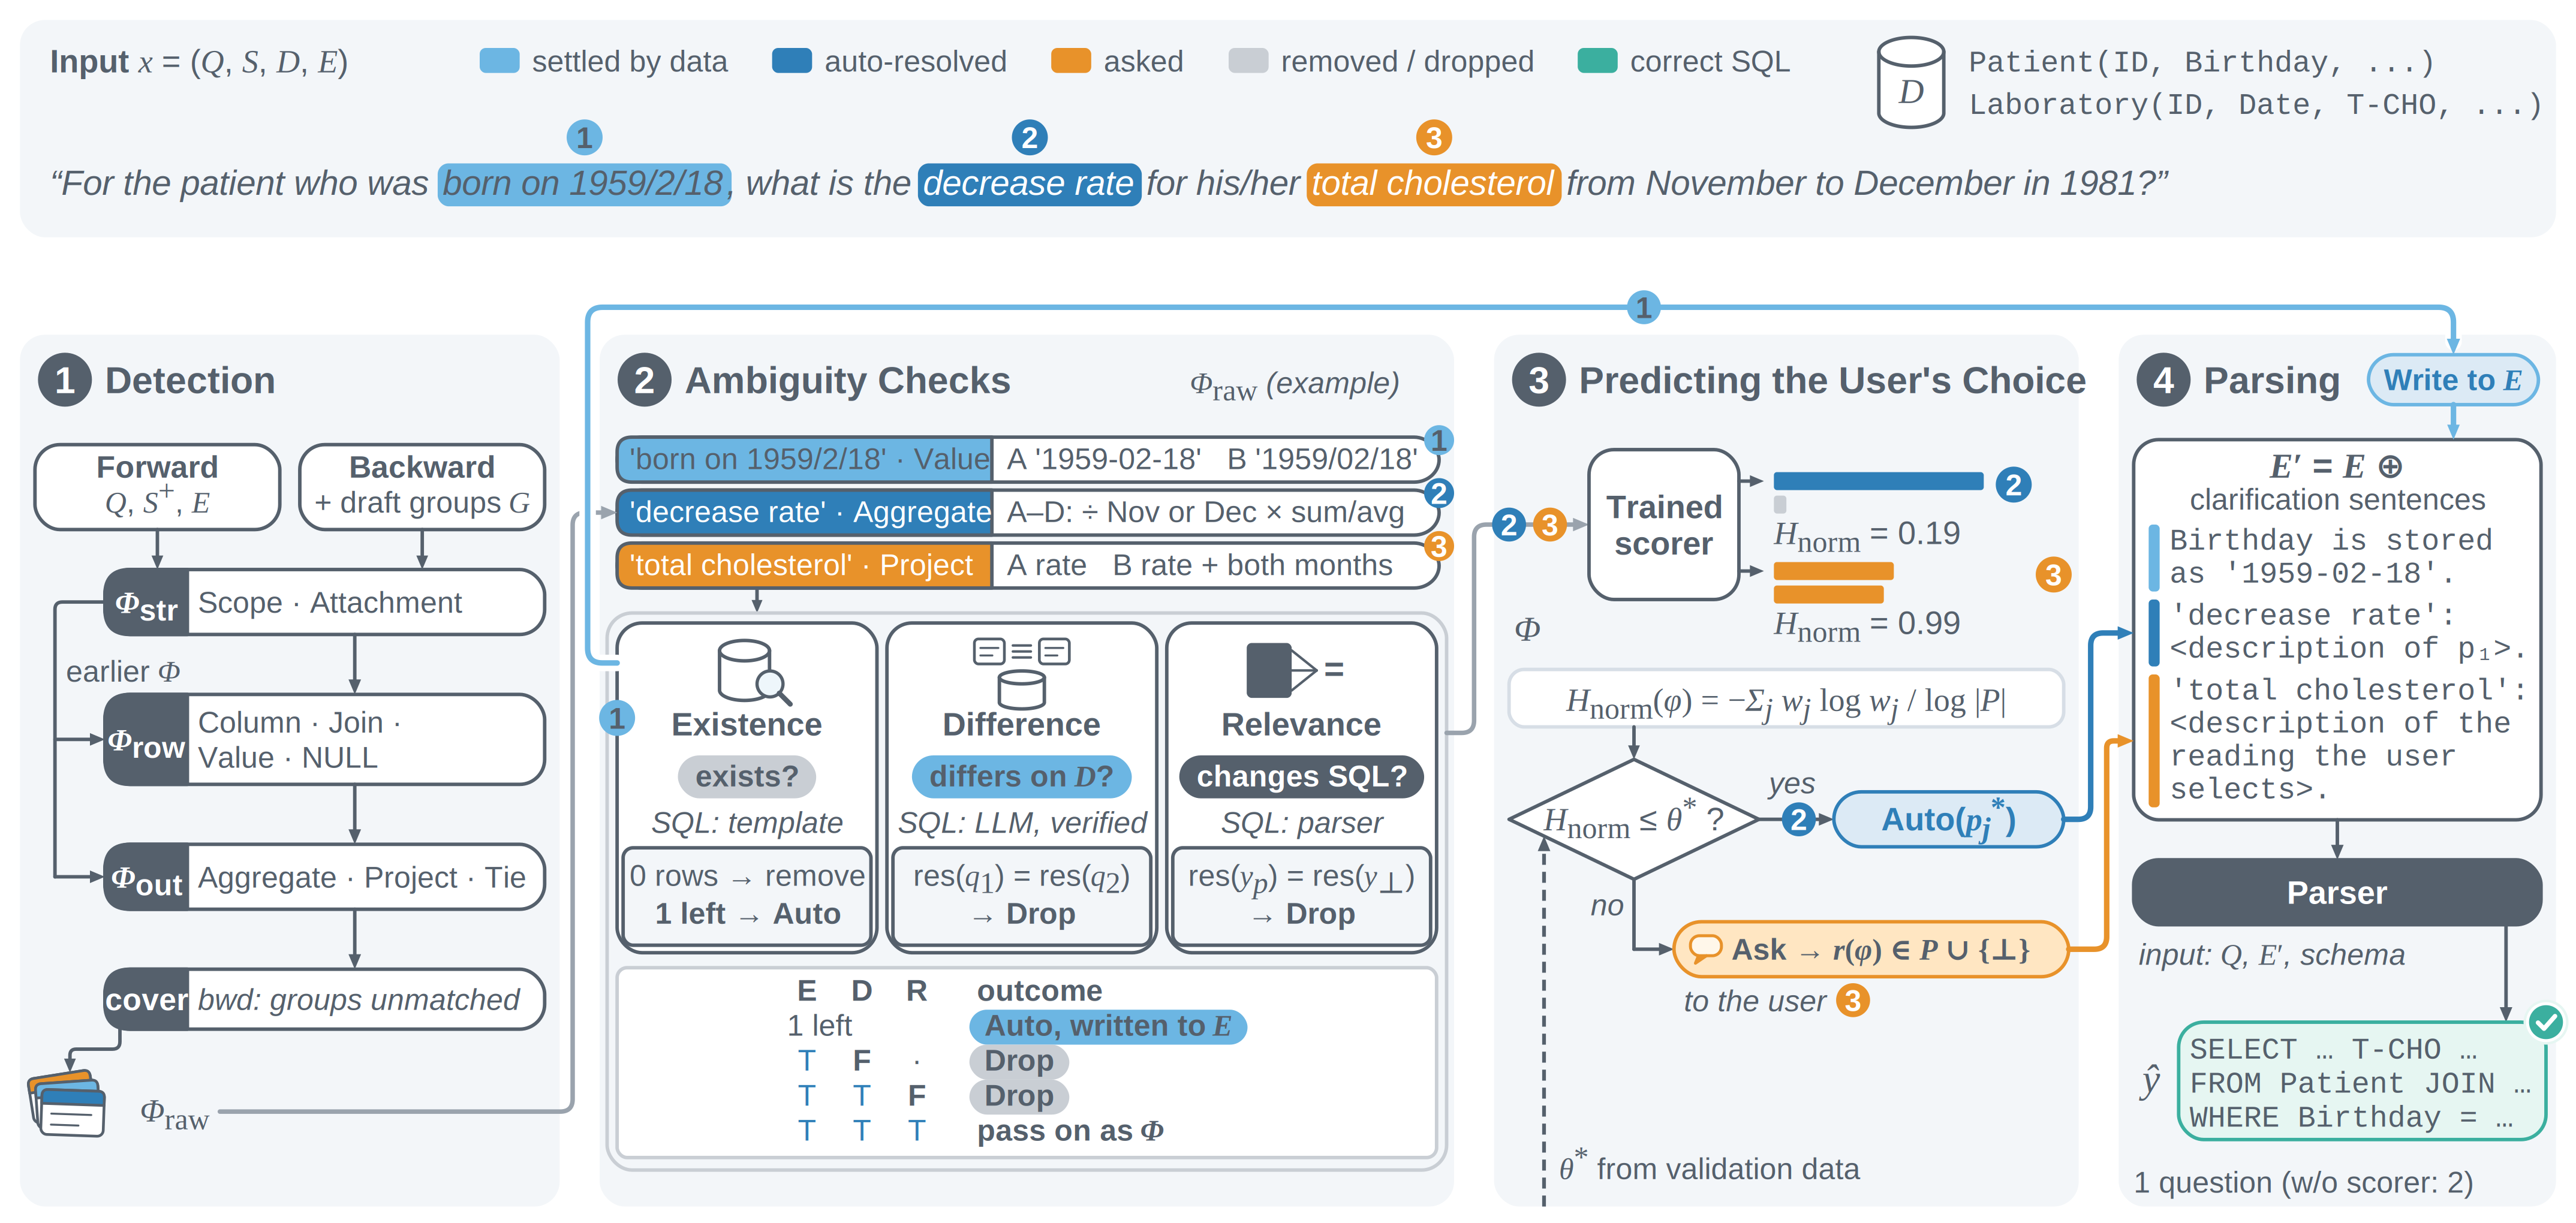 Input x = (Q, S, D, E)
settled by data
auto-resolved
asked
removed / dropped
correct SQL
D
Patient(ID, Birthday, ...)
Laboratory(ID, Date, T-CHO, ...)
1
2
3
“For the patient who was born on 1959/2/18, what is the decrease rate for his/her total cholesterol from November to December in 1981?”
1
1 Detection
Forward
Q, S+, E
Backward
+ draft groups G
Φstr
Scope · Attachment
earlier Φ
Φrow
Column · Join ·
Value · NULL
Φout
Aggregate · Project · Tie
cover
bwd: groups unmatched
Φraw
2 Ambiguity Checks
Φraw (example)
'born on 1959/2/18' · Value
A '1959-02-18' B '1959/02/18'
1
'decrease rate' · Aggregate
A–D: ÷ Nov or Dec × sum/avg
2
'total cholesterol' · Project
A rate B rate + both months
3
1
Existence
exists?
SQL: template
0 rows → remove
1 left → Auto
Difference
differs on D?
SQL: LLM, verified
res(q1) = res(q2)
→ Drop
=
Relevance
changes SQL?
SQL: parser
res(yp) = res(y⊥)
→ Drop
E D R outcome
1 left Auto, written to E
T F · Drop
T T F Drop
T T T pass on as Φ
3 Predicting the User's Choice
2
3
Φ
Trained
scorer
2
Hnorm = 0.19
3
Hnorm = 0.99
Hnorm(φ) = −Σj wj log wj / log |P|
Hnorm ≤ θ* ?
yes
2
Auto(pj*)
no
Ask → r(φ) ∈ P ∪ {⊥}
to the user 3
θ* from validation data
4 Parsing
Write to E
E′ = E ⊕
clarification sentences
Birthday is stored
as '1959-02-18'.
'decrease rate':
<description of p₁>.
'total cholesterol':
<description of the
reading the user
selects>.
Parser
input: Q, E′, schema
ŷ
SELECT … T-CHO …
FROM Patient JOIN …
WHERE Birthday = …
1 question (w/o scorer: 2)